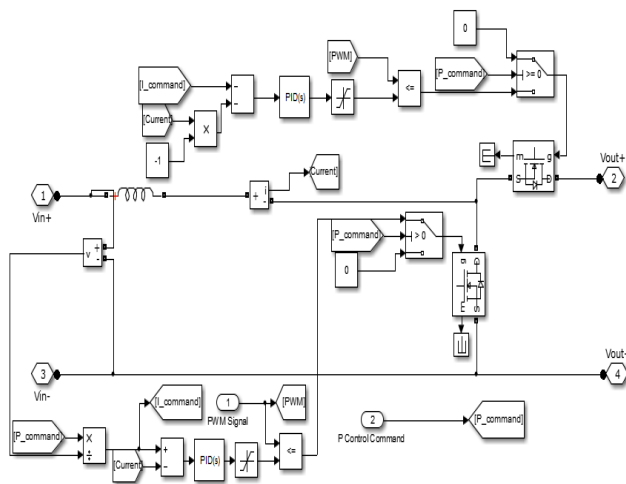 0
[PWM]
[I_command]
[P_command]
>= 0
[Current]
PID(s)
<=
X
-1
m
g
S
D
Vout+
2
1
Vin+
+
i
-
Current]
[P_command]
> 0
0
g
D
m
S
v
+
-
3
Vin-
Vout-
4
[I_command]
1
PWM Signal
[PWM]
2
P Control Command
[P_command]
[P_command]
X
÷
[Current]
+
-
PID(s)
<=